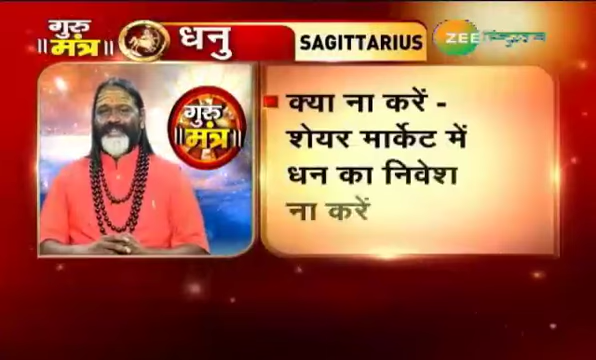 गुरु
॥ मंत्र ॥
धनु
SAGITTARIUS
ZEE हिन्दुस्तान
गुरु
॥ मंत्र ॥
क्या ना करें -
शेयर मार्केट में
धन का निवेश
ना करें